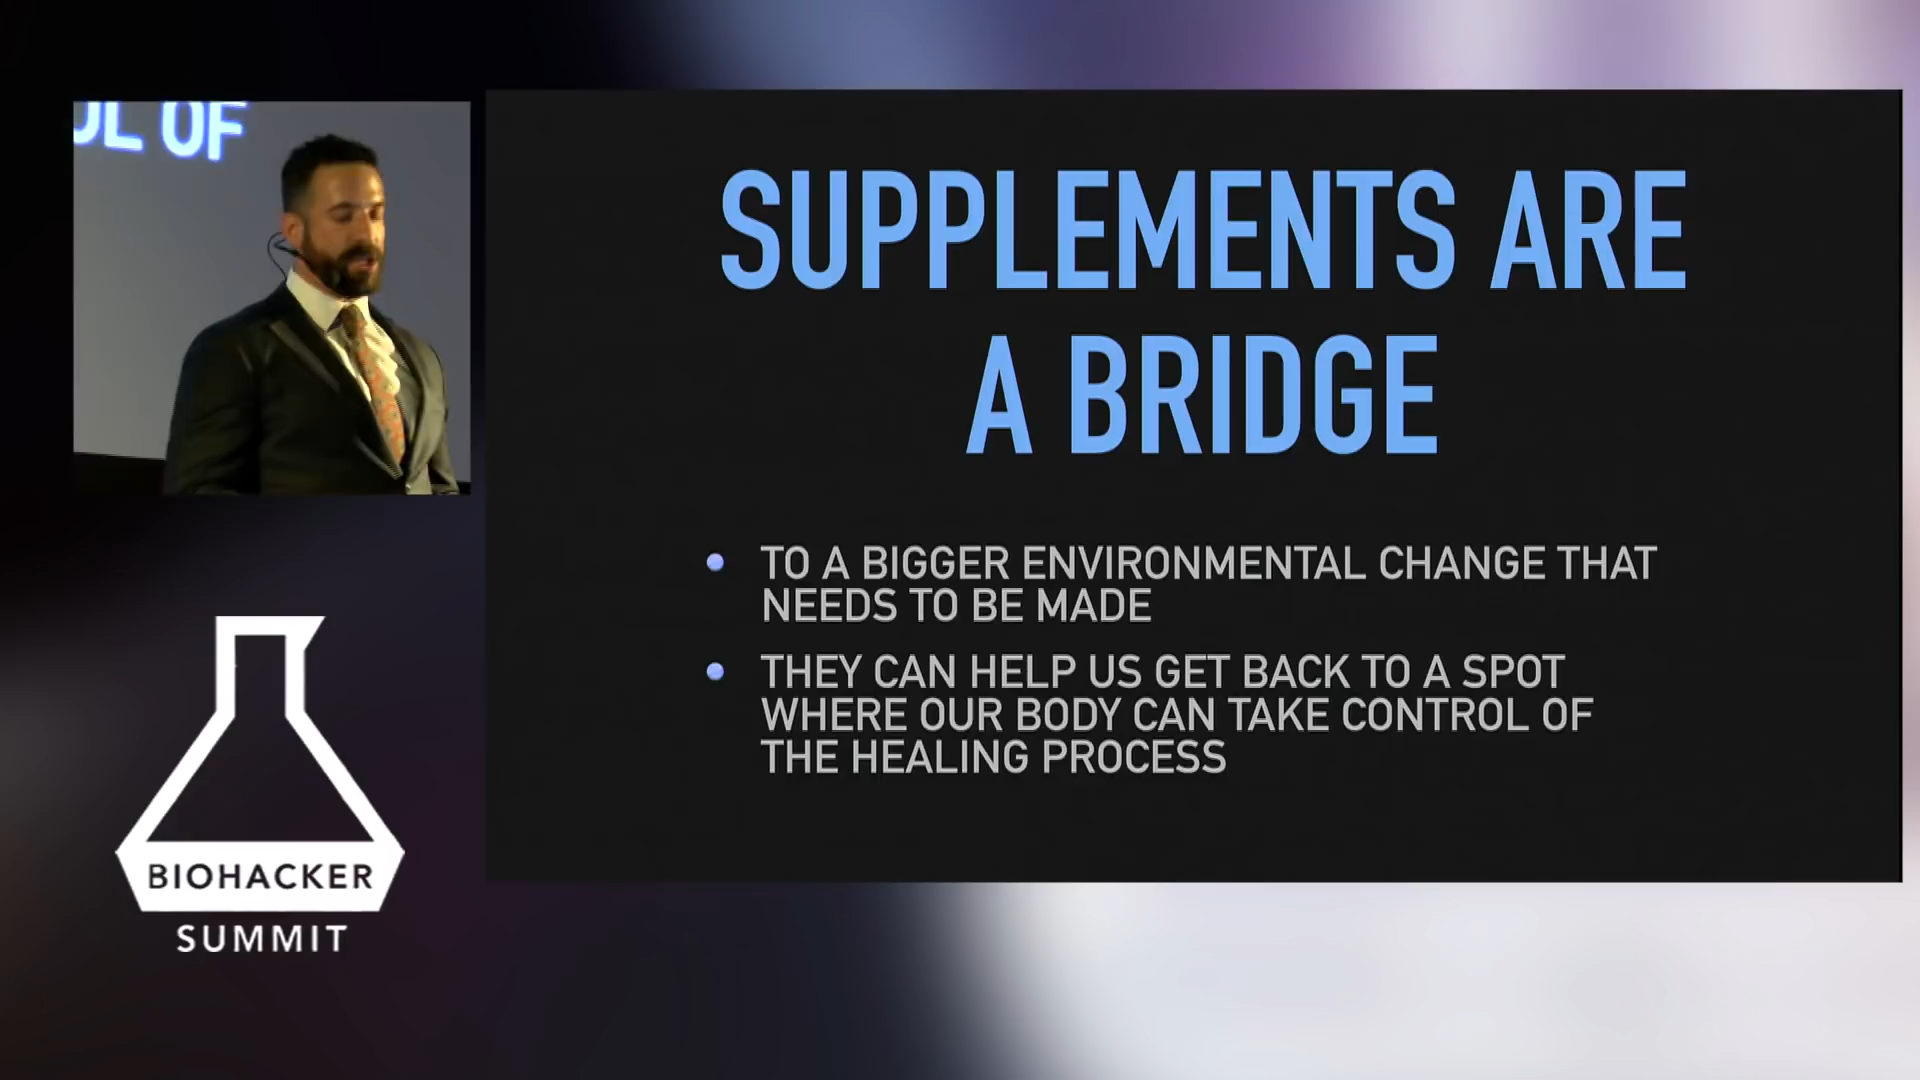 OL OF
SUPPLEMENTS ARE
A BRIDGE
TO A BIGGER ENVIRONMENTAL CHANGE THAT
NEEDS TO BE MADE
THEY CAN HELP US GET BACK TO A SPOT
WHERE OUR BODY CAN TAKE CONTROL OF
THE HEALING PROCESS
BIOHACKER
SUMMIT